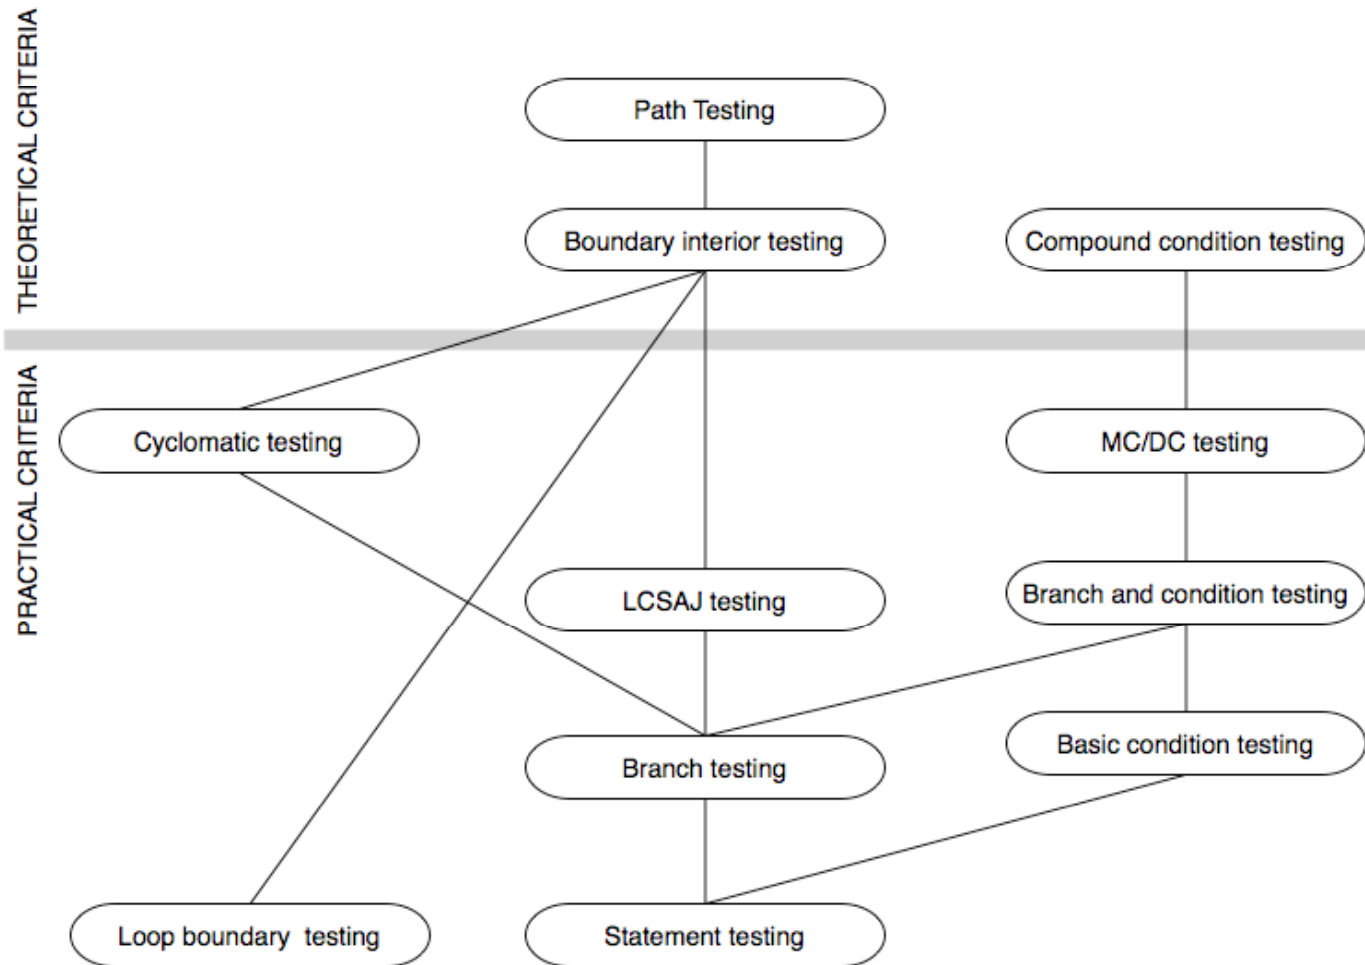 THEORETICAL CRITERIA
Path Testing
Boundary interior testing
Compound condition testing
PRACTICAL CRITERIA
Cyclomatic testing
MC/DC testing
LCSAJ testing
Branch and condition testing
Branch testing
Basic condition testing
Loop boundary testing
Statement testing